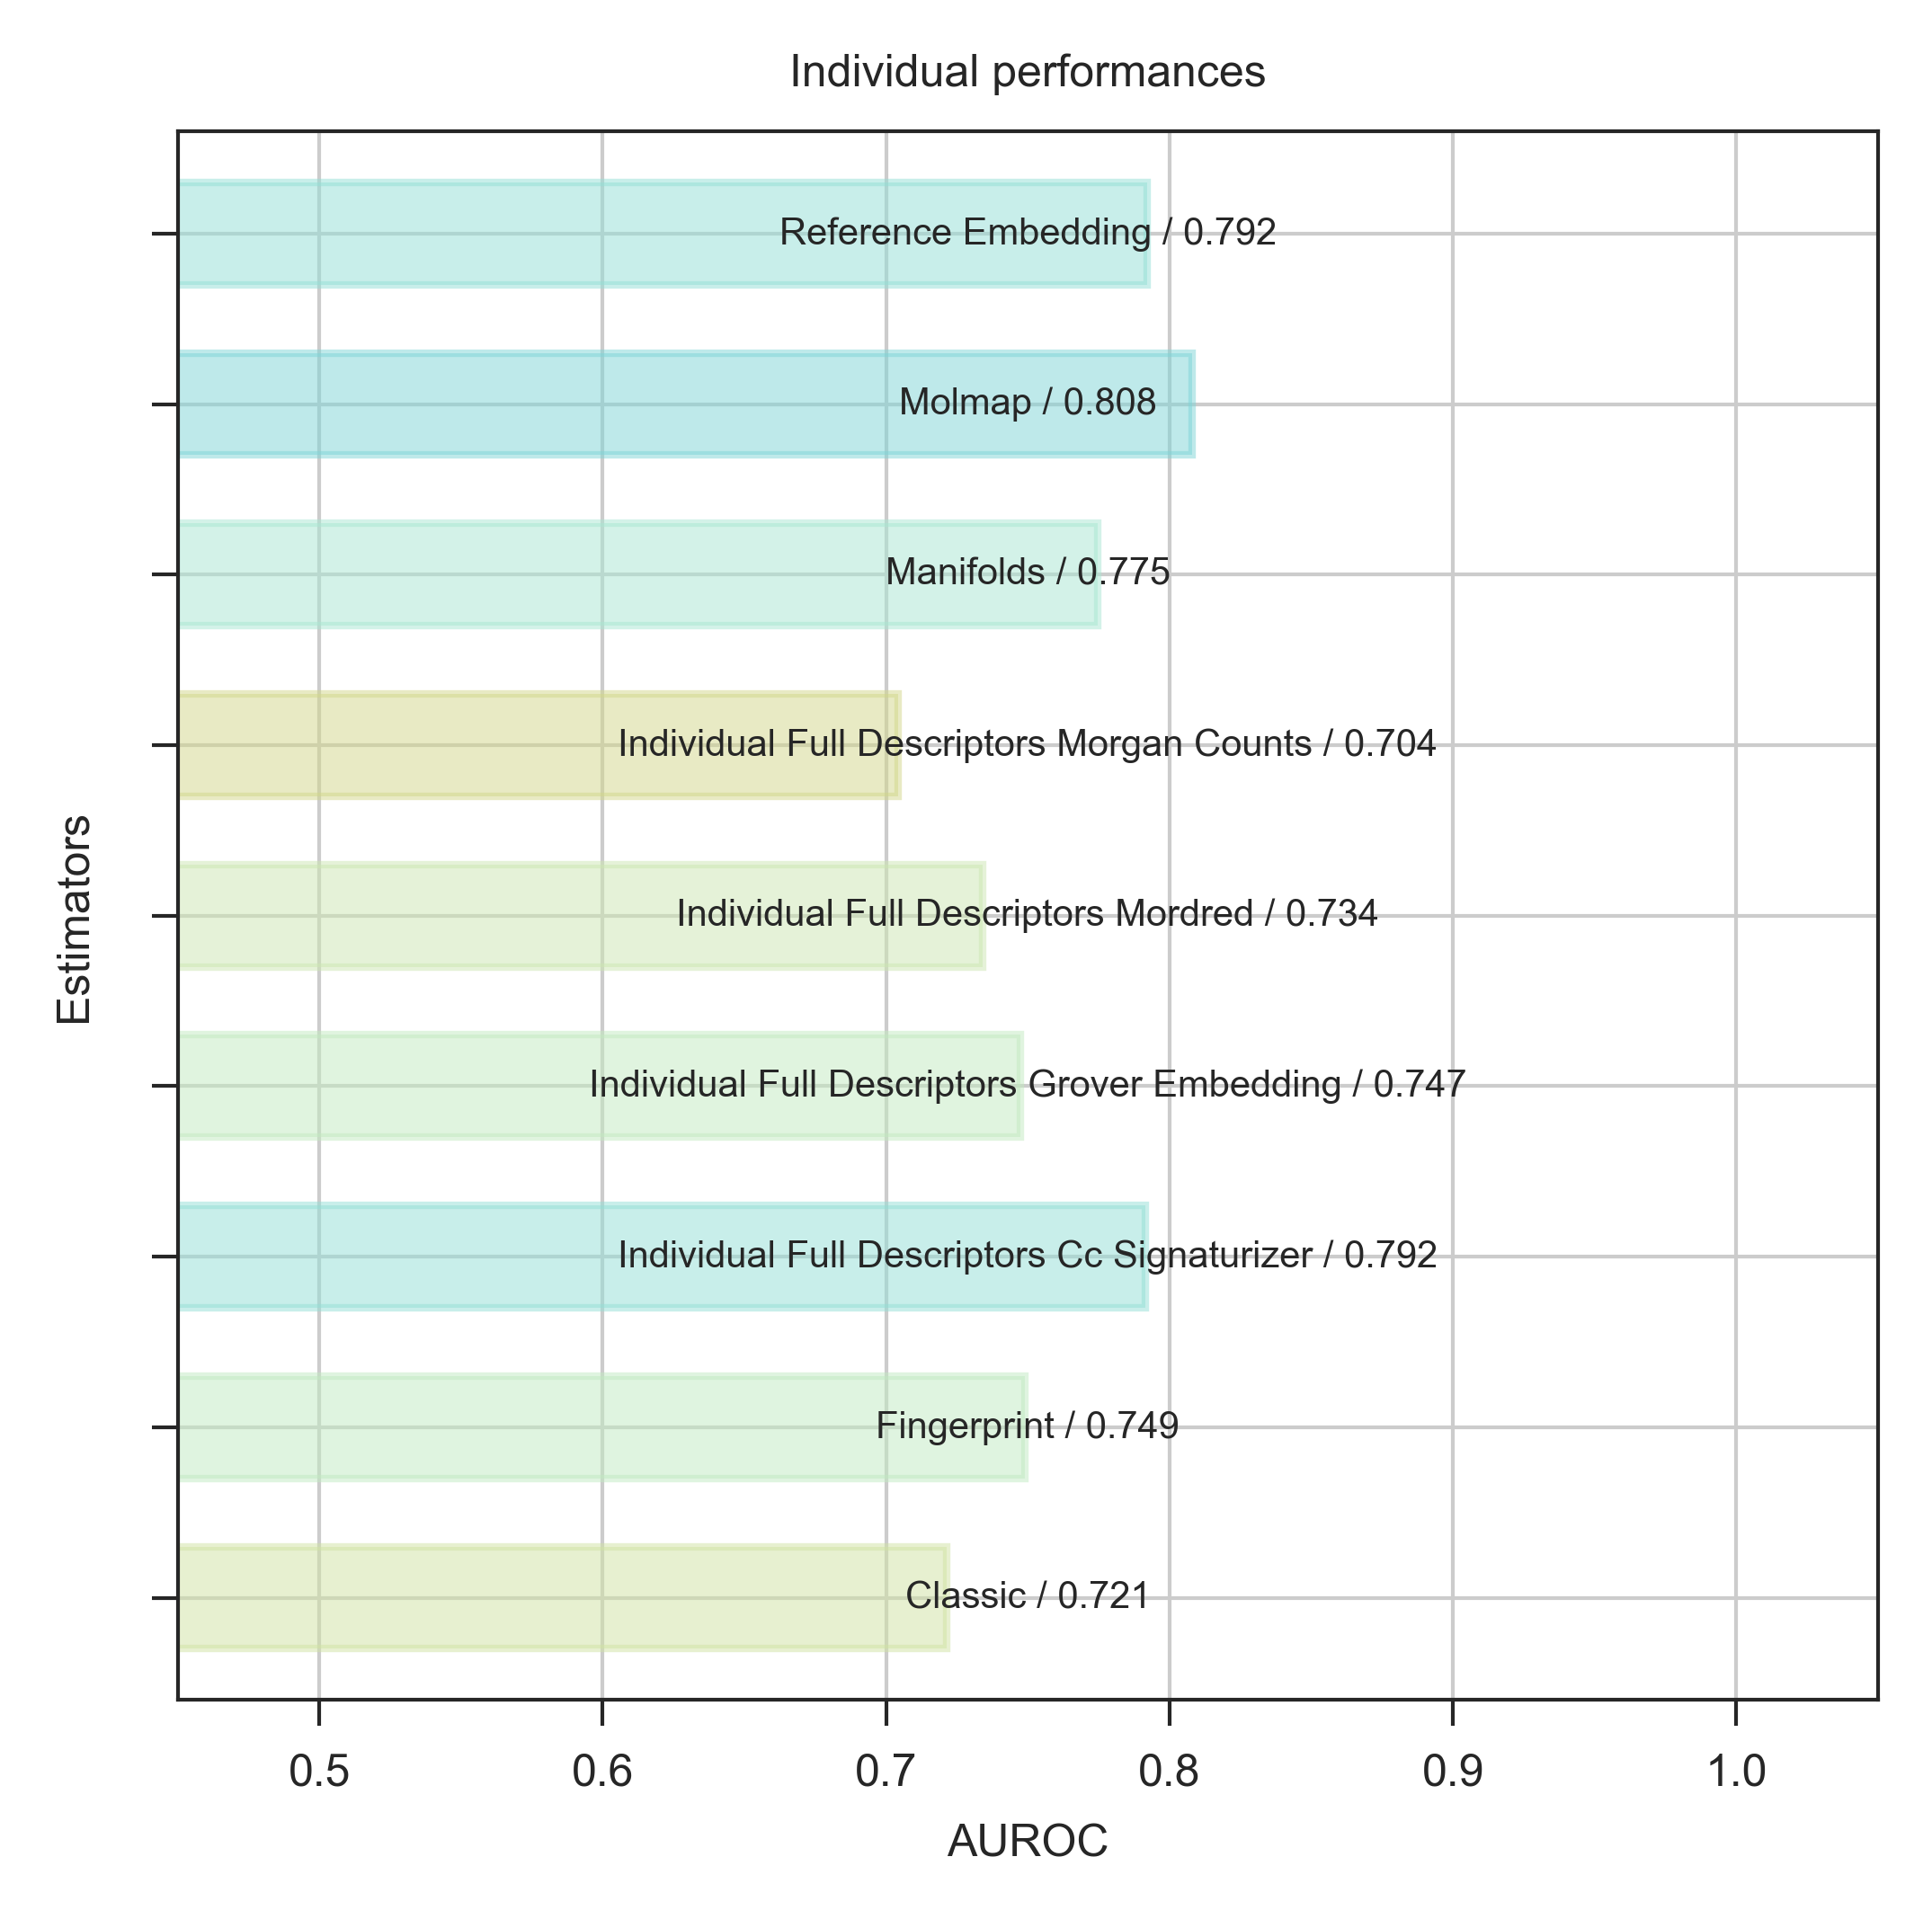 Individual performances
Reference Embedding / 0.792
Molmap / 0.808
Manifolds / 0.775
Individual Full Descriptors Morgan Counts / 0.704
Individual Full Descriptors Mordred / 0.734
Individual Full Descriptors Grover Embedding / 0.747
Individual Full Descriptors Cc Signaturizer / 0.792
Fingerprint / 0.749
Classic / 0.721
Estimators
0.5 0.6 0.7 0.8 0.9 1.0
AUROC